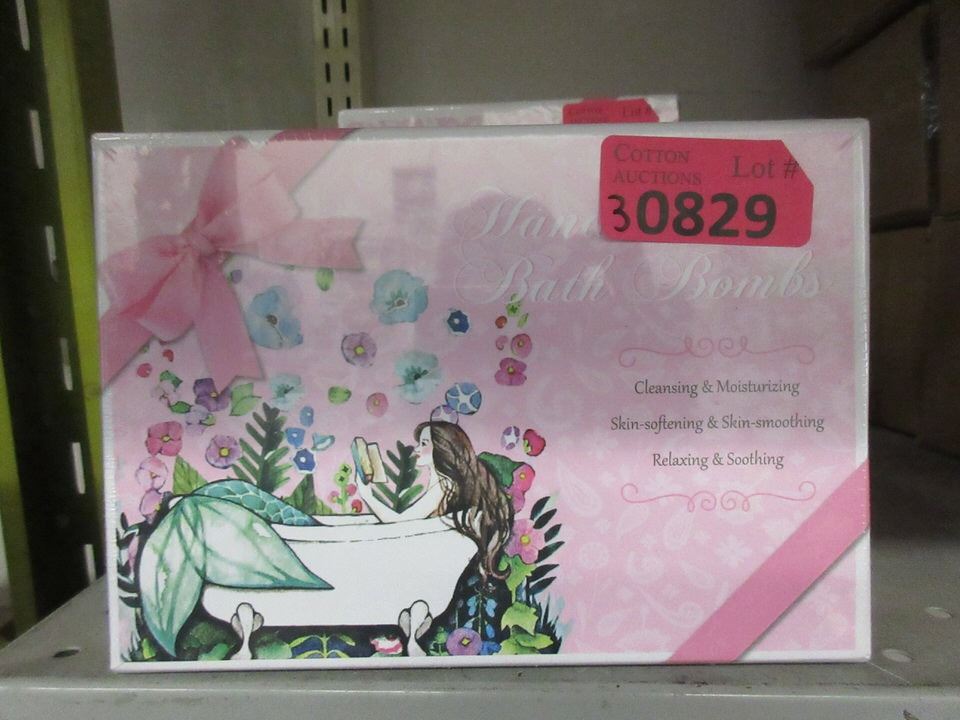 COTTON
AUCTIONS
Lot #
30829
Bath Bombs
Cleansing & Moisturizing
Skin-softening & Skin-smoothing
Relaxing & Soothing